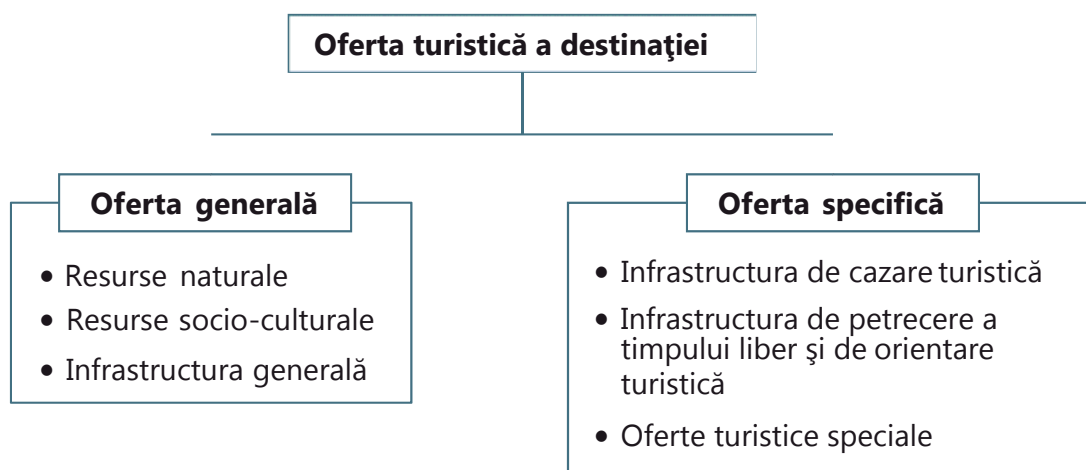 Oferta turistică a destinaţiei
Oferta generală
• Resurse naturale
• Resurse socio-culturale
• Infrastructura generală
Oferta specifică
• Infrastructura de cazare turistică
• Infrastructura de petrecere a
timpului liber şi de orientare
turistică
• Oferte turistice speciale